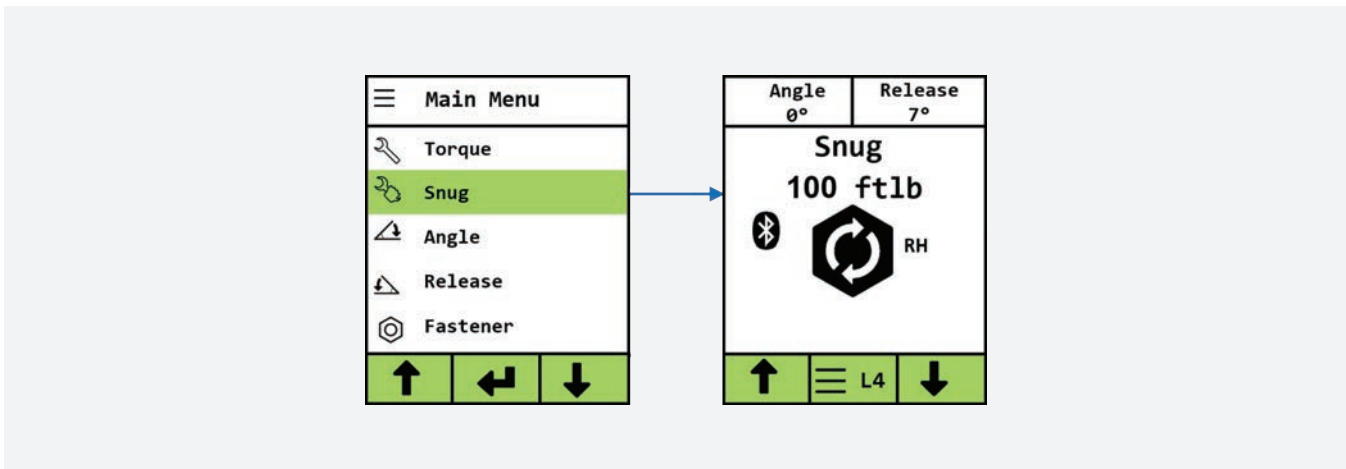 Main Menu
Torque
Snug
Angle
Release
Fastener
Angle
0°
Release
7°
Snug
100 ftlb
RH
L4